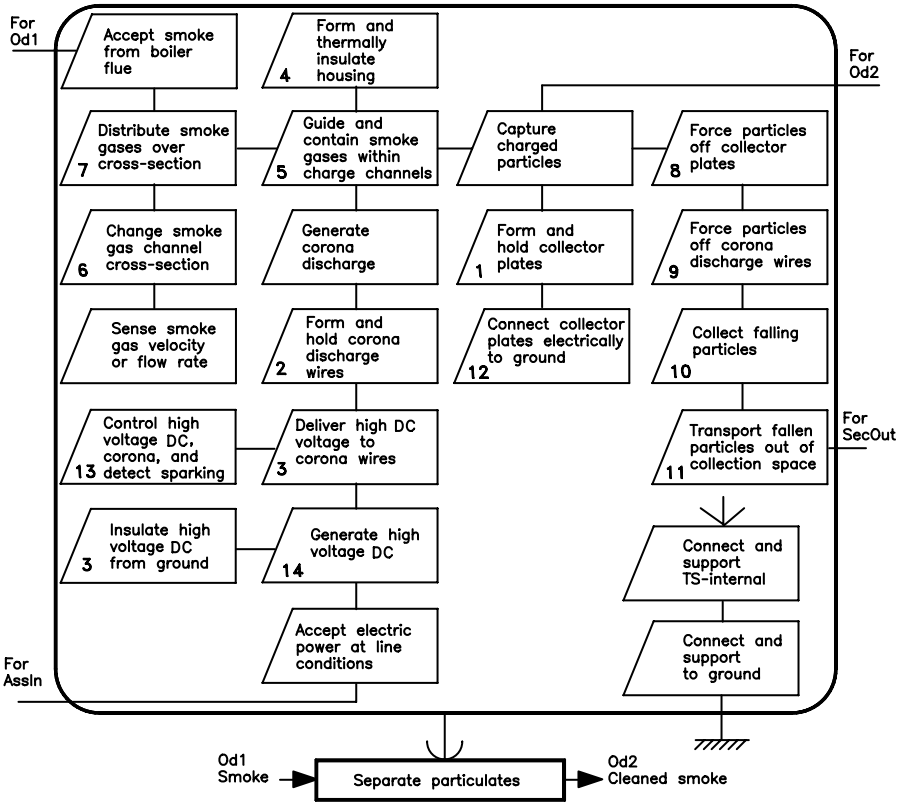 For
Od1
Accept smoke
from boiler
flue
Form and
thermally
insulate
housing
4
For
Od2
Distribute smoke
gases over
cross-section
7
Guide and
contain smoke
gases within
charge channels
5
Capture
charged
particles
Force particles
off collector
plates
8
Change smoke
gas channel
cross-section
6
Generate
corona
discharge
Form and
hold collector
plates
1
Force particles
off corona
discharge wires
9
Sense smoke
gas velocity
or flow rate
Form and
hold corona
discharge
wires
2
Connect collector
plates electrically
to ground
12
Collect falling
particles
10
Control high
voltage DC,
corona, and
detect sparking
13
Deliver high DC
voltage to
corona wires
3
Transport fallen
particles out of
collection space
11
For
SecOut
Insulate high
voltage DC
from ground
3
Generate high
voltage DC
14
Connect and
support
TS-internal
Accept electric
power at line
conditions
Connect and
support
to ground
For
AssIn
Od1
Smoke
Separate particulates
Od2
Cleaned smoke